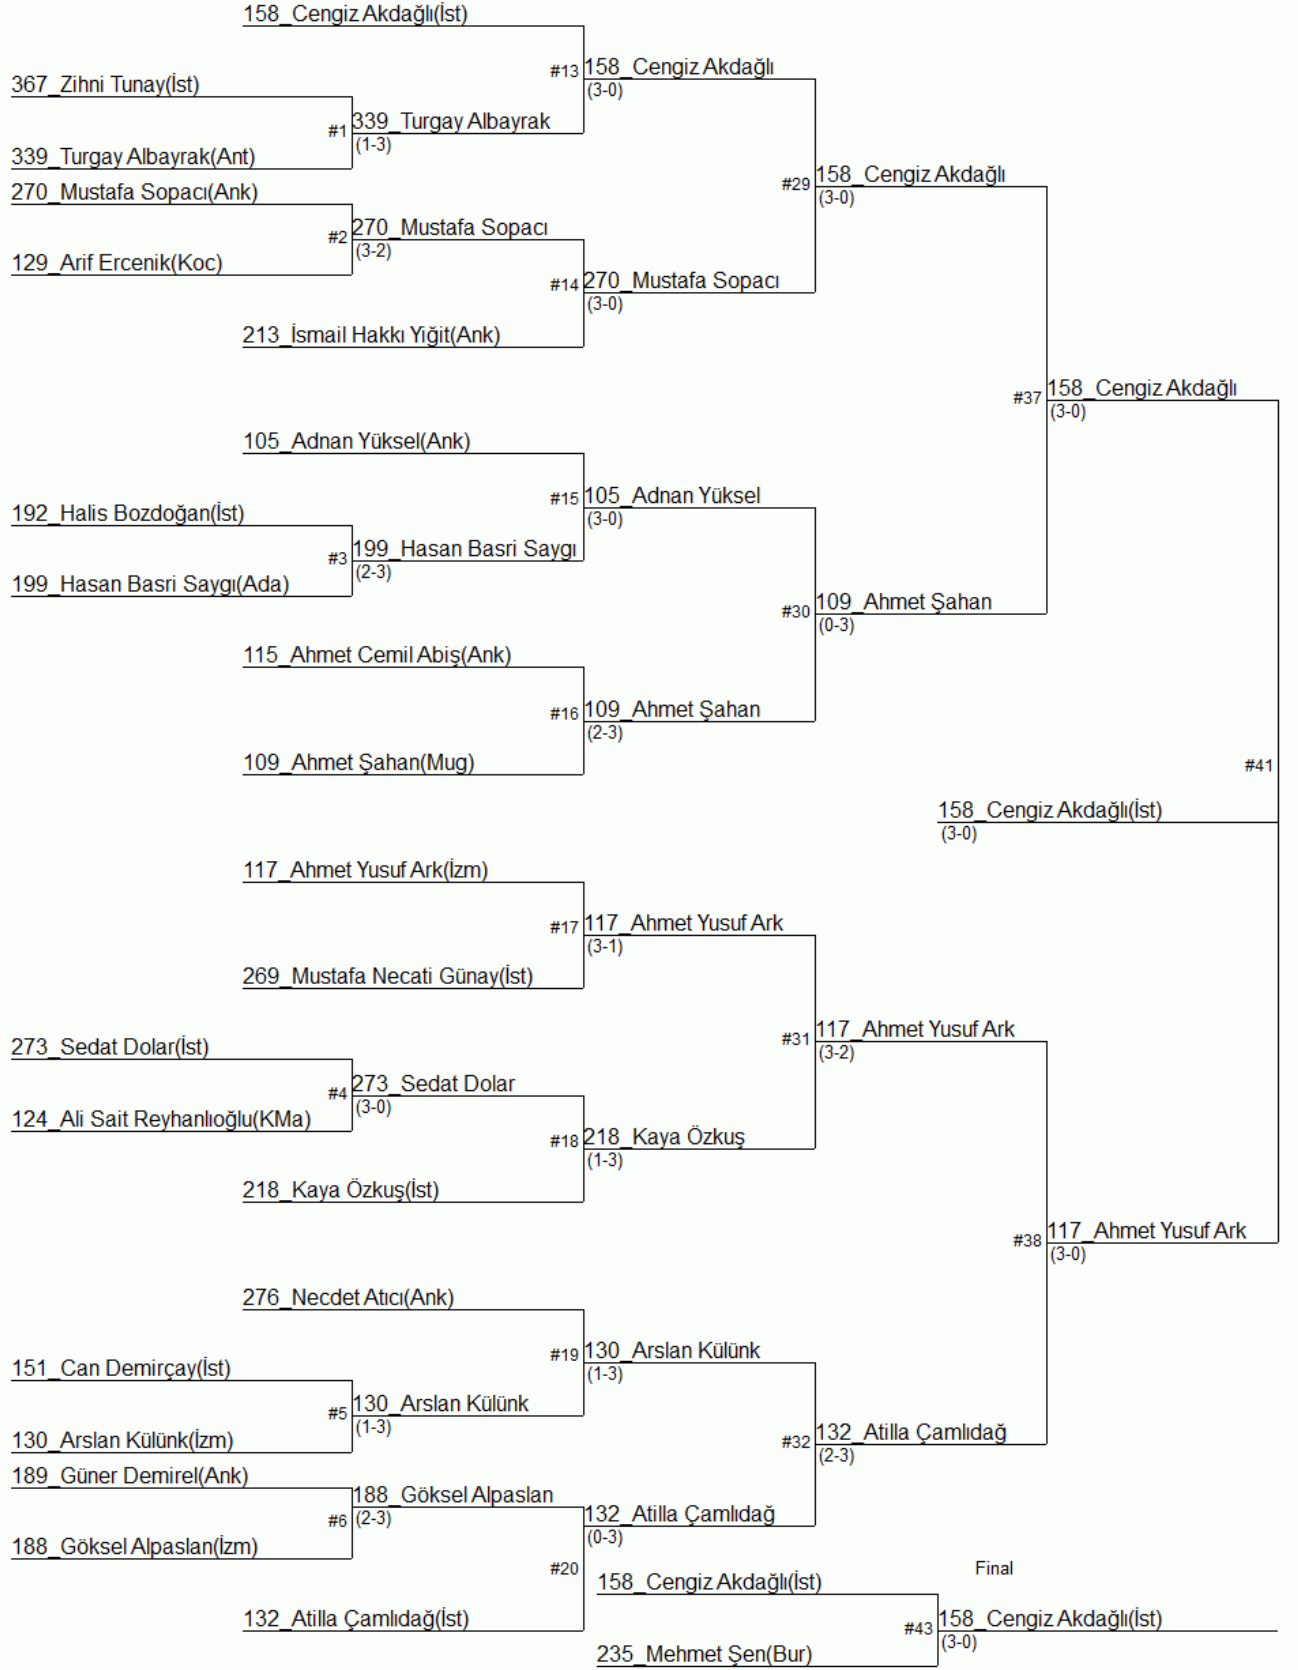 158_Cengiz Akdağlı(İst)
#13 158_Cengiz Akdağlı
(3-0)
367_Zihni Tunay(İst)
#1 339_Turgay Albayrak
(1-3)
339_Turgay Albayrak(Ant)
#29 158_Cengiz Akdağlı
(3-0)
270_Mustafa Sopacı(Ank)
#2 270_Mustafa Sopacı
(3-2)
129_Arif Ercenik(Koc)
#14 270_Mustafa Sopacı
(3-0)
213_İsmail Hakkı Yiğit(Ank)
#37 158_Cengiz Akdağlı
(3-0)
105_Adnan Yüksel(Ank)
#15 105_Adnan Yüksel
(3-0)
192_Halis Bozdoğan(İst)
#3 199_Hasan Basri Saygı
(2-3)
199_Hasan Basri Saygı(Ada)
#30 109_Ahmet Şahan
(0-3)
115_Ahmet Cemil Abiş(Ank)
#16 109_Ahmet Şahan
(2-3)
109_Ahmet Şahan(Mug)
#41
158_Cengiz Akdağlı(İst)
(3-0)
117_Ahmet Yusuf Ark(İzm)
#17 117_Ahmet Yusuf Ark
(3-1)
269_Mustafa Necati Günay(İst)
#31 117_Ahmet Yusuf Ark
(3-2)
273_Sedat Dolar(İst)
#4 273_Sedat Dolar
(3-0)
124_Ali Sait Reyhanlıoğlu(KMa)
#18 218_Kaya Özkuş
(1-3)
218_Kaya Özkuş(İst)
#38 117_Ahmet Yusuf Ark
(3-0)
276_Necdet Atıcı(Ank)
#19 130_Arslan Külünk
(1-3)
151_Can Demirçay(İst)
#5 130_Arslan Külünk
(1-3)
130_Arslan Külünk(İzm)
#32 132_Atilla Çamlıdağ
(2-3)
189_Güner Demirel(Ank)
#6 188_Göksel Alpaslan
(2-3)
188_Göksel Alpaslan(İzm)
132_Atilla Çamlıdağ
(0-3)
#20
132_Atilla Çamlıdağ(İst)
Final
158_Cengiz Akdağlı(İst)
#43 158_Cengiz Akdağlı(İst)
(3-0)
235_Mehmet Şen(Bur)